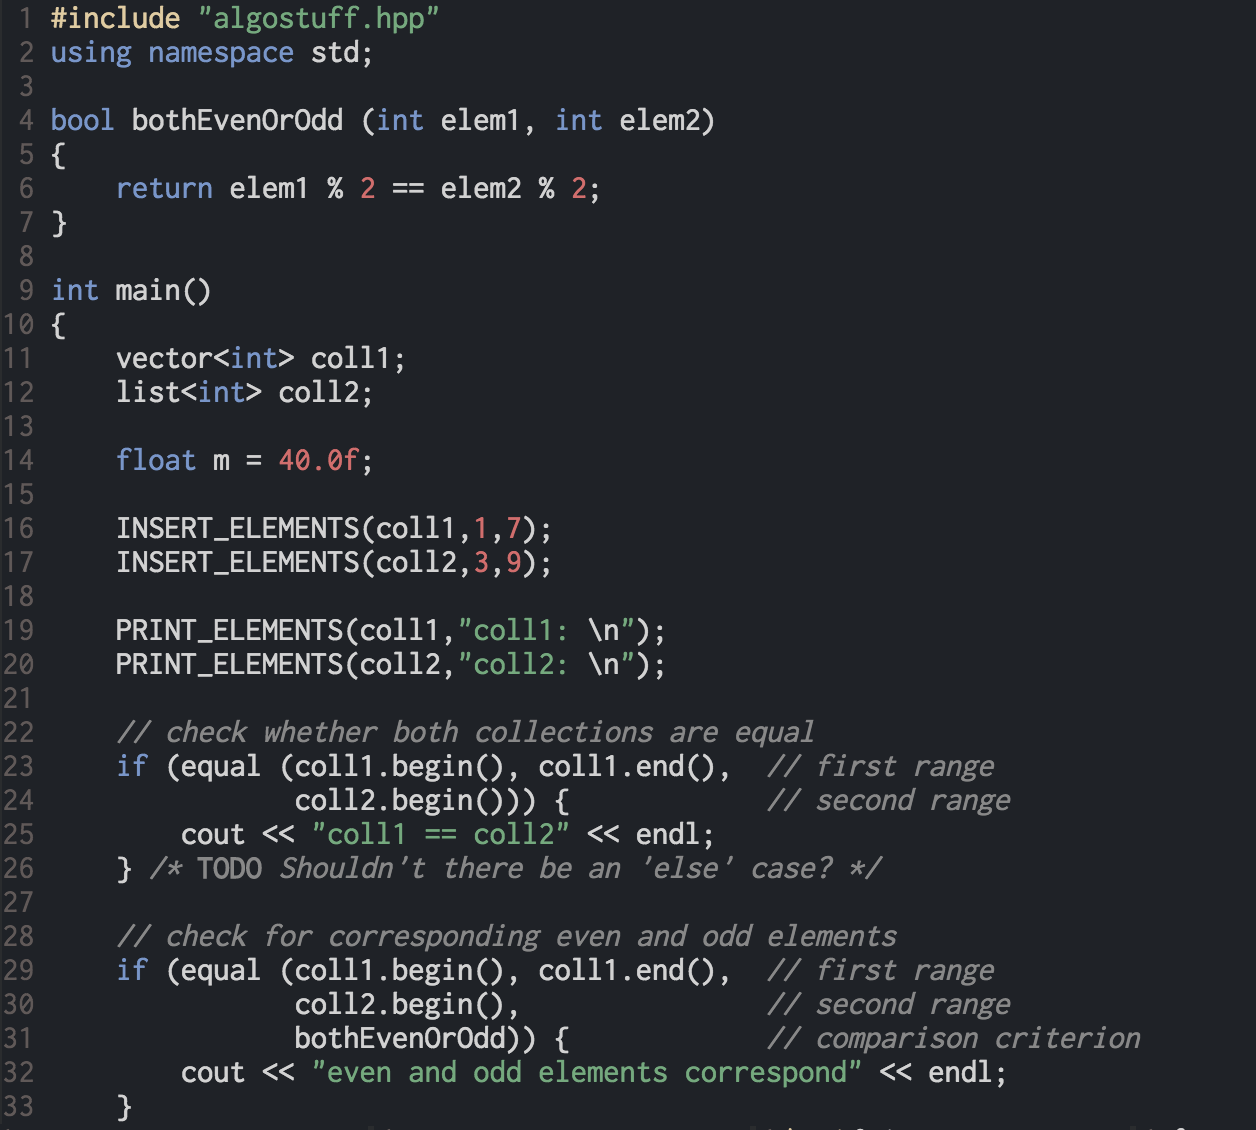 1 #include "algostuff.hpp"
2 using namespace std;
3
4 bool bothEvenOrOdd (int elem1, int elem2)
5 {
6     return elem1 % 2 == elem2 % 2;
7 }
8
9 int main()
10 {
11     vector<int> coll1;
12     list<int> coll2;
13
14     float m = 40.0f;
15
16     INSERT_ELEMENTS(coll1,1,7);
17     INSERT_ELEMENTS(coll2,3,9);
18
19     PRINT_ELEMENTS(coll1,"coll1: \n");
20     PRINT_ELEMENTS(coll2,"coll2: \n");
21
22     // check whether both collections are equal
23     if (equal (coll1.begin(), coll1.end(),  // first range
24                coll2.begin())) {            // second range
25         cout << "coll1 == coll2" << endl;
26     } /* TODO Shouldn't there be an 'else' case? */
27
28     // check for corresponding even and odd elements
29     if (equal (coll1.begin(), coll1.end(),  // first range
30                coll2.begin(),               // second range
31                bothEvenOrOdd)) {            // comparison criterion
32         cout << "even and odd elements correspond" << endl;
33     }